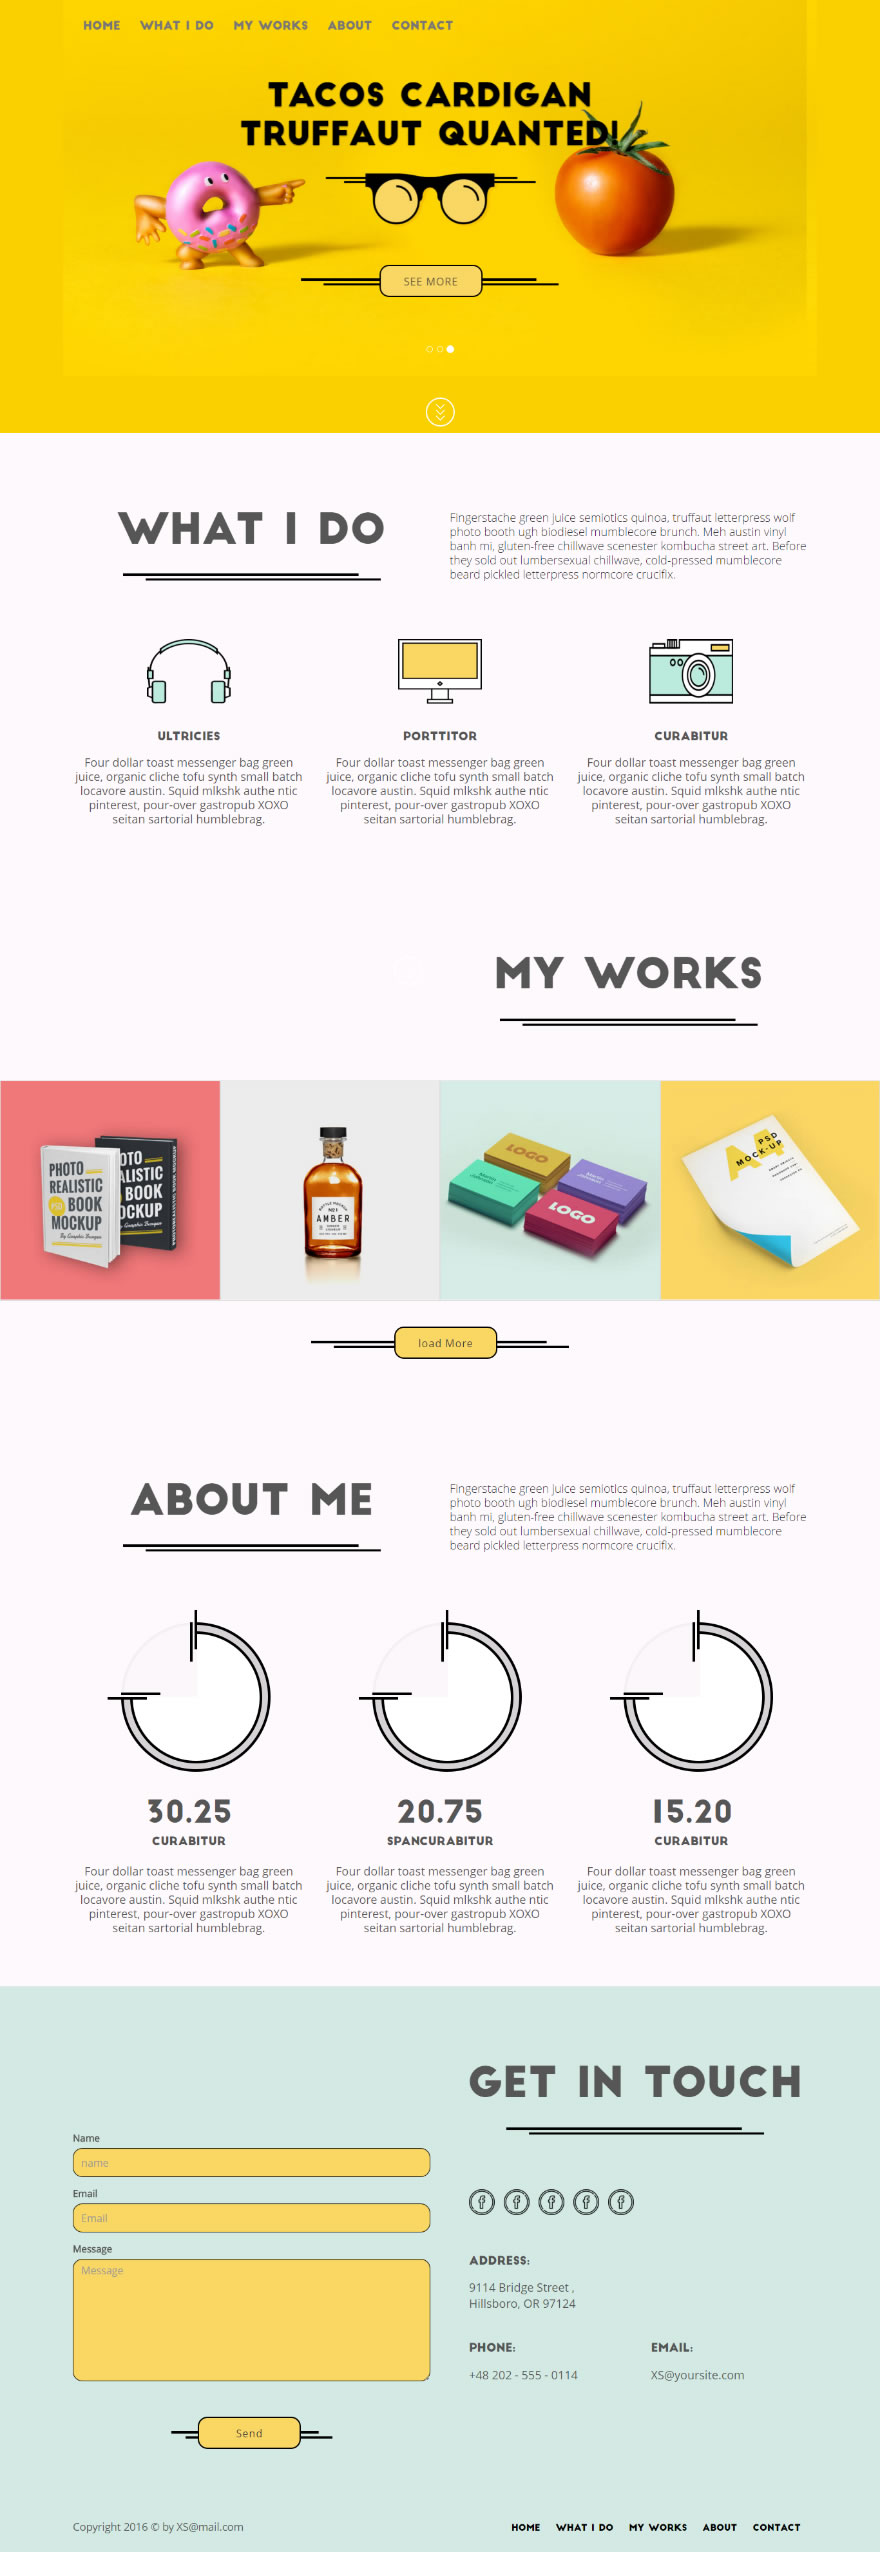 HOME WHAT I DO MY WORKS ABOUT CONTACT
TACOS CARDIGAN
TRUFFAUT QUANTED!
SEE MORE
WHAT I DO
Fingerstache green juice semiotics quinoa, truffaut letterpress wolf
photo booth ugh biodiesel mumblecore brunch. Meh austin vinyl
banh mi, gluten-free chillwave scenester kombucha street art. Before
they sold out lumbersexual chillwave, cold-pressed mumblecore
beard pickled letterpress normcore crucifix.
ULTRICIES
Four dollar toast messenger bag green
juice, organic cliche tofu synth small batch
locavore austin. Squid mlkshk authe ntic
pinterest, pour-over gastropub XOXO
seitan sartorial humblebrag.
PORTTITOR
Four dollar toast messenger bag green
juice, organic cliche tofu synth small batch
locavore austin. Squid mlkshk authe ntic
pinterest, pour-over gastropub XOXO
seitan sartorial humblebrag.
CURABITUR
Four dollar toast messenger bag green
juice, organic cliche tofu synth small batch
locavore austin. Squid mlkshk authe ntic
pinterest, pour-over gastropub XOXO
seitan sartorial humblebrag.
MY WORKS
PHOTO
REALISTIC
BOOK
MOCKUP
By Graphic Burger
AMBER
LOGO
LOGO
A4 PSD
MOCK-UP
load More
ABOUT ME
Fingerstache green juice semiotics quinoa, truffaut letterpress wolf
photo booth ugh biodiesel mumblecore brunch. Meh austin vinyl
banh mi, gluten-free chillwave scenester kombucha street art. Before
they sold out lumbersexual chillwave, cold-pressed mumblecore
beard pickled letterpress normcore crucifix.
30.25
CURABITUR
Four dollar toast messenger bag green
juice, organic cliche tofu synth small batch
locavore austin. Squid mlkshk authe ntic
pinterest, pour-over gastropub XOXO
seitan sartorial humblebrag.
20.75
SPANCURABITUR
Four dollar toast messenger bag green
juice, organic cliche tofu synth small batch
locavore austin. Squid mlkshk authe ntic
pinterest, pour-over gastropub XOXO
seitan sartorial humblebrag.
15.20
CURABITUR
Four dollar toast messenger bag green
juice, organic cliche tofu synth small batch
locavore austin. Squid mlkshk authe ntic
pinterest, pour-over gastropub XOXO
seitan sartorial humblebrag.
GET IN TOUCH
Name
name
Email
Email
Message
Message
Send
ADDRESS:
9114 Bridge Street ,
Hillsboro, OR 97124
PHONE:
+48 202 - 555 - 0114
EMAIL:
XS@yoursite.com
Copyright 2016 © by XS@mail.com
HOME WHAT I DO MY WORKS ABOUT CONTACT